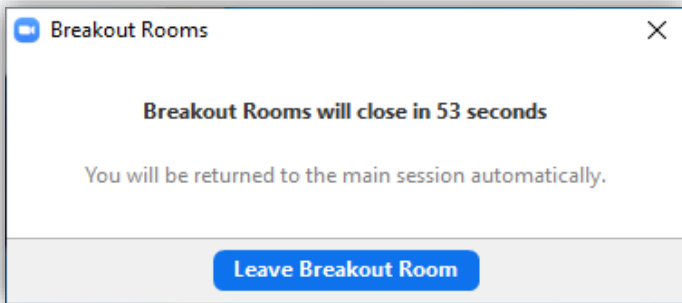 Breakout Rooms
Breakout Rooms will close in 53 seconds
You will be returned to the main session automatically.
Leave Breakout Room